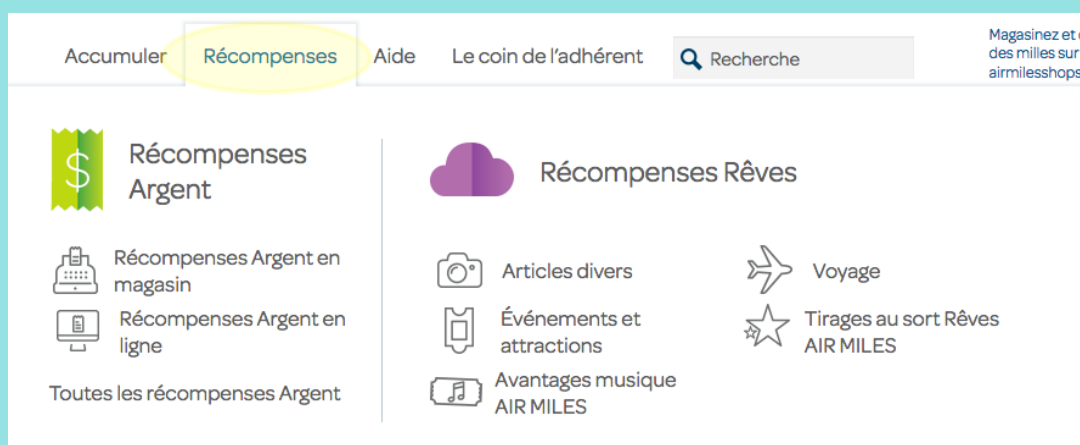 Accumuler Récompenses Aide Le coin de l'adhérent Recherche
Magasinez et
des milles sur
airmilesshops
$
Récompenses
Argent
Récompenses Argent en
magasin
Récompenses Argent en
ligne
Toutes les récompenses Argent
Récompenses Rêves
Articles divers
Événements et
attractions
Avantages musique
AIR MILES
Voyage
Tirages au sort Rêves
AIR MILES